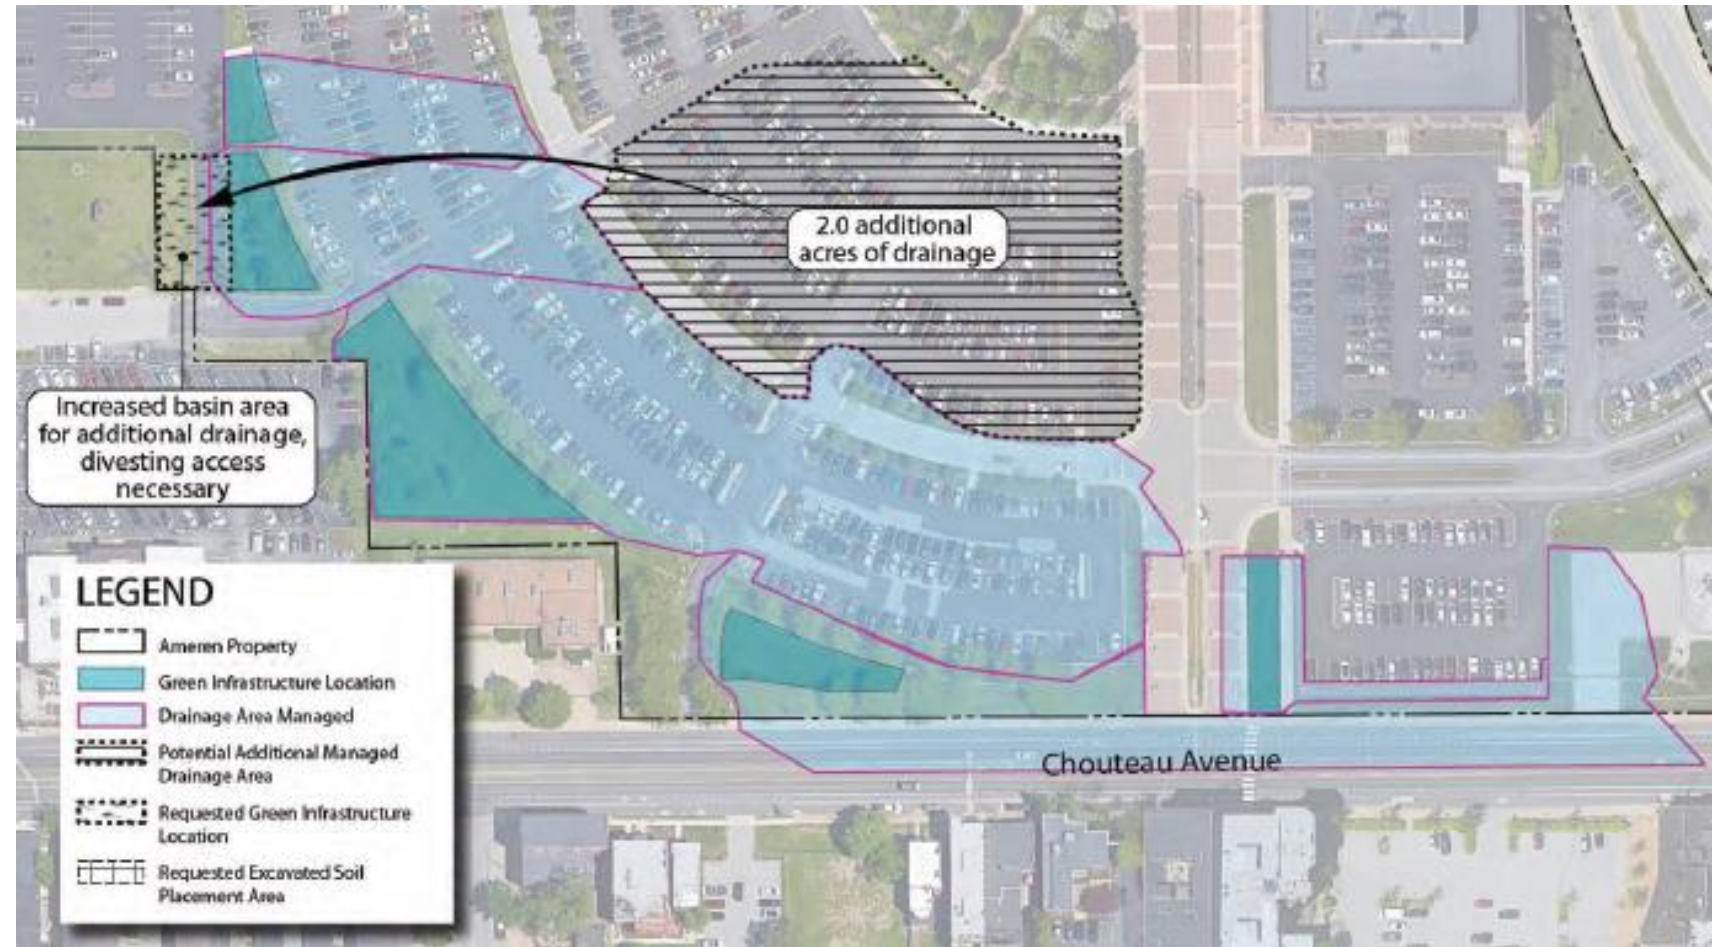 2.0 additional
acres of drainage
Increased basin area
for additional drainage,
divesting access
necessary
LEGEND
Ameren Property
Green Infrastructure Location
Drainage Area Managed
Potential Additional Managed
Drainage Area
Requested Green Infrastructure
Location
Requested Excavated Soil
Placement Area
Chouteau Avenue